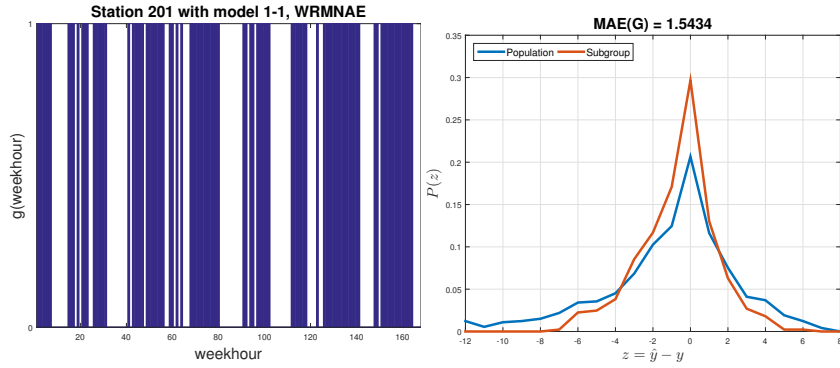 Station 201 with model 1-1, WRMNAE
g(weekhour)
1
0
20 40 60 80 100 120 140 160
weekhour
MAE(G) = 1.5434
Population Subgroup
P(z)
0.35
0.3
0.25
0.2
0.15
0.1
0.05
0
-12 -10 -8 -6 -4 -2 0 2 4 6 8
z = ŷ − y